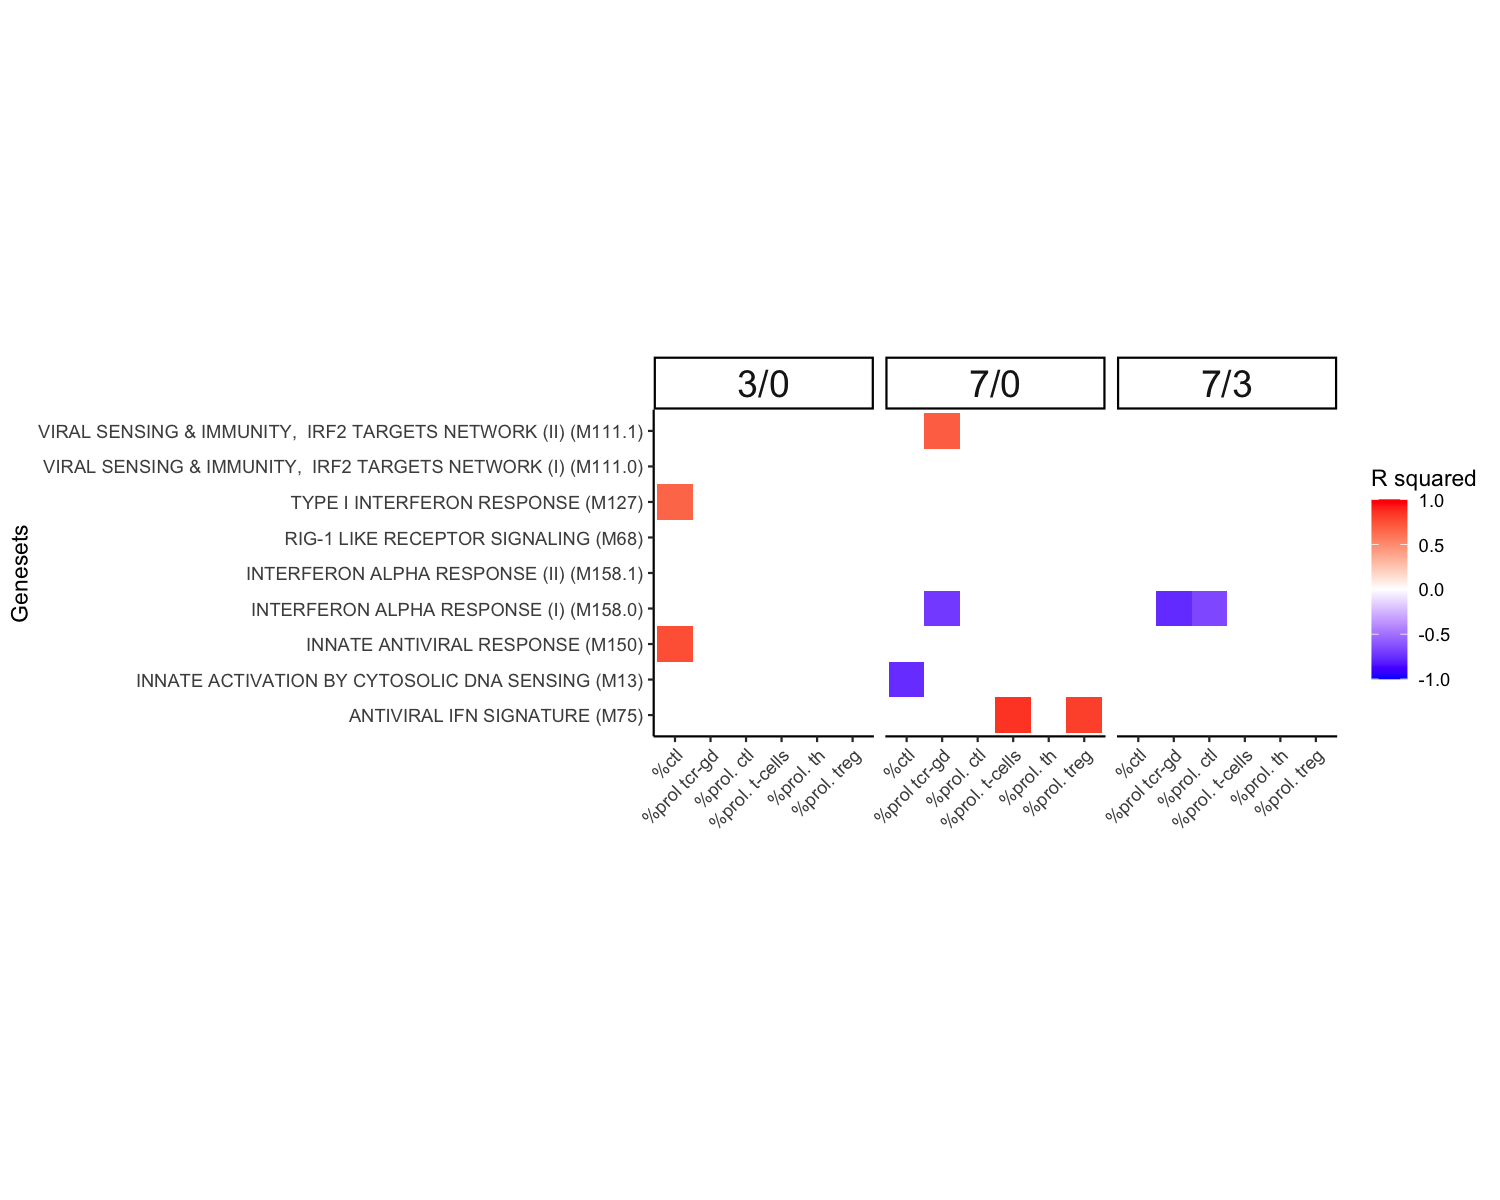 3/0 7/0 7/3
VIRAL SENSING & IMMUNITY,  IRF2 TARGETS NETWORK (II) (M111.1)
VIRAL SENSING & IMMUNITY,  IRF2 TARGETS NETWORK (I) (M111.0)
TYPE I INTERFERON RESPONSE (M127)
RIG-1 LIKE RECEPTOR SIGNALING (M68)
INTERFERON ALPHA RESPONSE (II) (M158.1)
INTERFERON ALPHA RESPONSE (I) (M158.0)
INNATE ANTIVIRAL RESPONSE (M150)
INNATE ACTIVATION BY CYTOSOLIC DNA SENSING (M13)
ANTIVIRAL IFN SIGNATURE (M75)
Genesets
%ctl
%prol tcr-gd
%prol. ctl
%prol. t-cells
%prol. th
%prol. treg
%ctl
%prol tcr-gd
%prol. ctl
%prol. t-cells
%prol. th
%prol. treg
%ctl
%prol tcr-gd
%prol. ctl
%prol. t-cells
%prol. th
%prol. treg
R squared
1.0
0.5
0.0
-0.5
-1.0